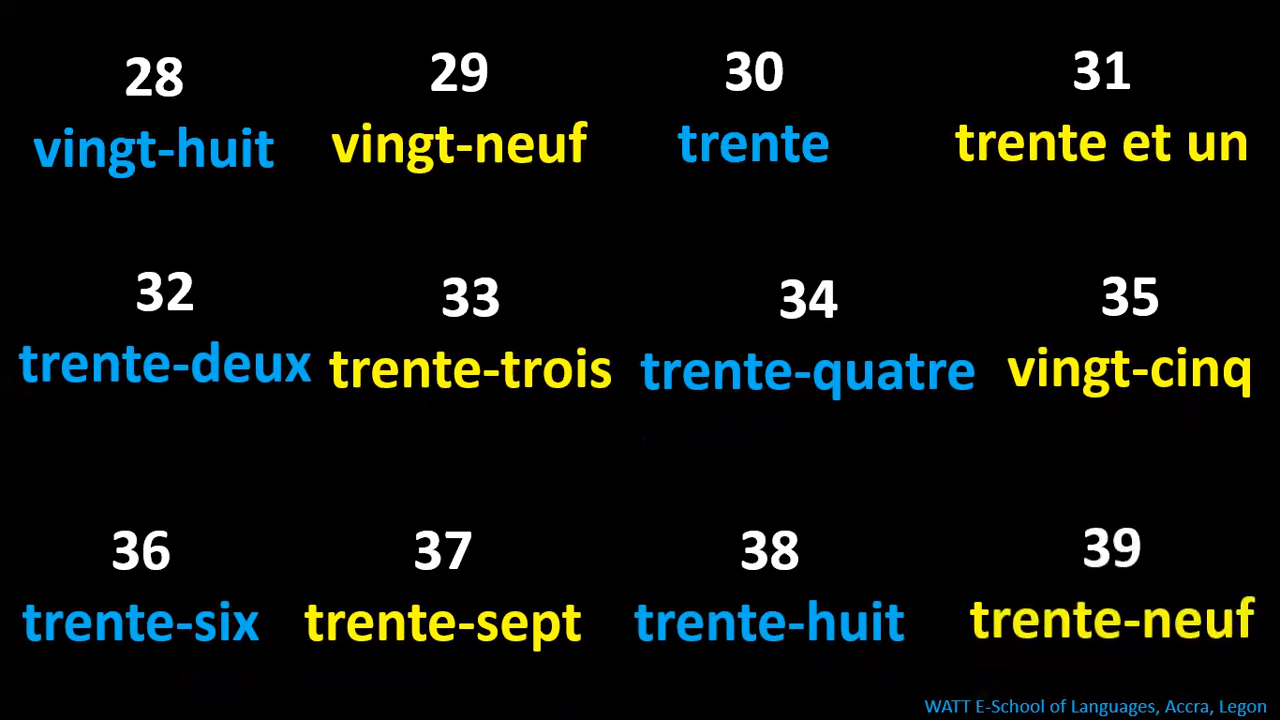 28 29 30 31
vingt-huit vingt-neuf trente trente et un
32 33 34 35
trente-deux trente-trois trente-quatre vingt-cinq
36 37 38 39
trente-six trente-sept trente-huit trente-neuf
WATT E-School of Languages, Accra, Legon